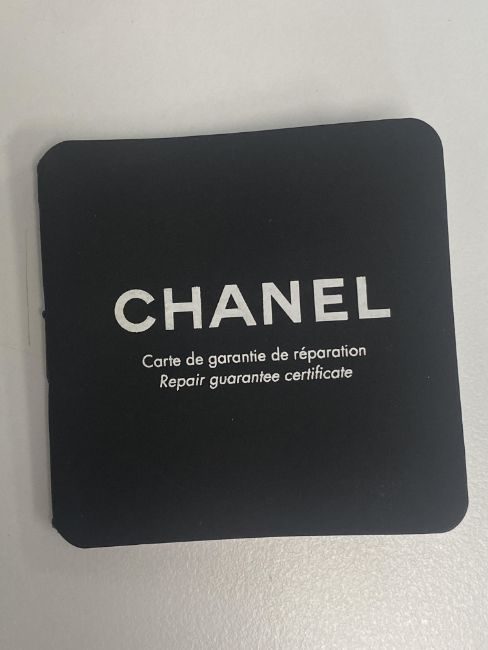 CHANEL
Carte de garantie de réparation
Repair guarantee certificate